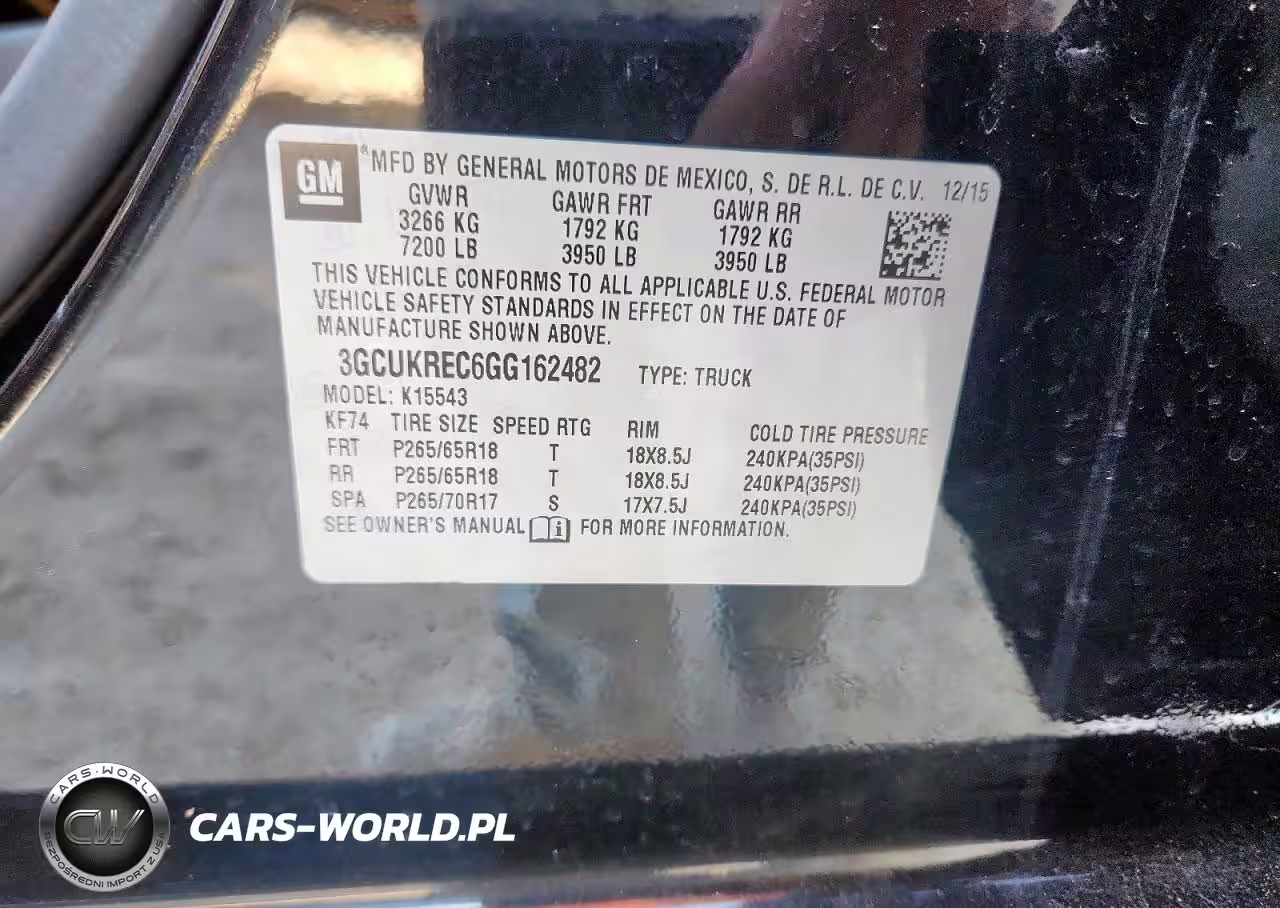 GM
® MFD BY GENERAL MOTORS DE MEXICO, S. DE R.L. DE C.V. 12/15
GVWR GAWR FRT GAWR RR
3266 KG 1792 KG 1792 KG
7200 LB 3950 LB 3950 LB
THIS VEHICLE CONFORMS TO ALL APPLICABLE U.S. FEDERAL MOTOR
VEHICLE SAFETY STANDARDS IN EFFECT ON THE DATE OF
MANUFACTURE SHOWN ABOVE.
3GCUKREC6GG162482 TYPE: TRUCK
MODEL: K15543
KF74 TIRE SIZE SPEED RTG RIM COLD TIRE PRESSURE
FRT P265/65R18 T 18X8.5J 240KPA(35PSI)
RR P265/65R18 T 18X8.5J 240KPA(35PSI)
SPA P265/70R17 S 17X7.5J 240KPA(35PSI)
SEE OWNER'S MANUAL i FOR MORE INFORMATION.
CARS-WORLD
CW
BEZPOŚREDNI IMPORT Z USA
CARS-WORLD.PL